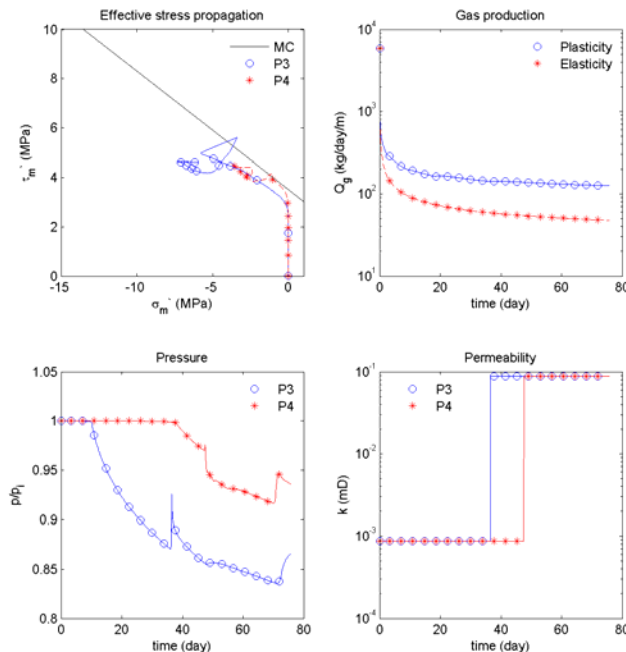 Effective stress propagation
10
8
6
4
2
0
-15
-10
-5
0
τm` (MPa)
σm` (MPa)
MC
P3
P4
Gas production
10^4
10^3
10^2
10^1
0
20
40
60
80
Qg (kg/day/m)
time (day)
Plasticity
Elasticity
Pressure
1.05
1
0.95
0.9
0.85
0.8
0
20
40
60
80
p/pi
time (day)
P3
P4
Permeability
10^-1
10^-2
10^-3
10^-4
0
20
40
60
80
k (mD)
time (day)
P3
P4